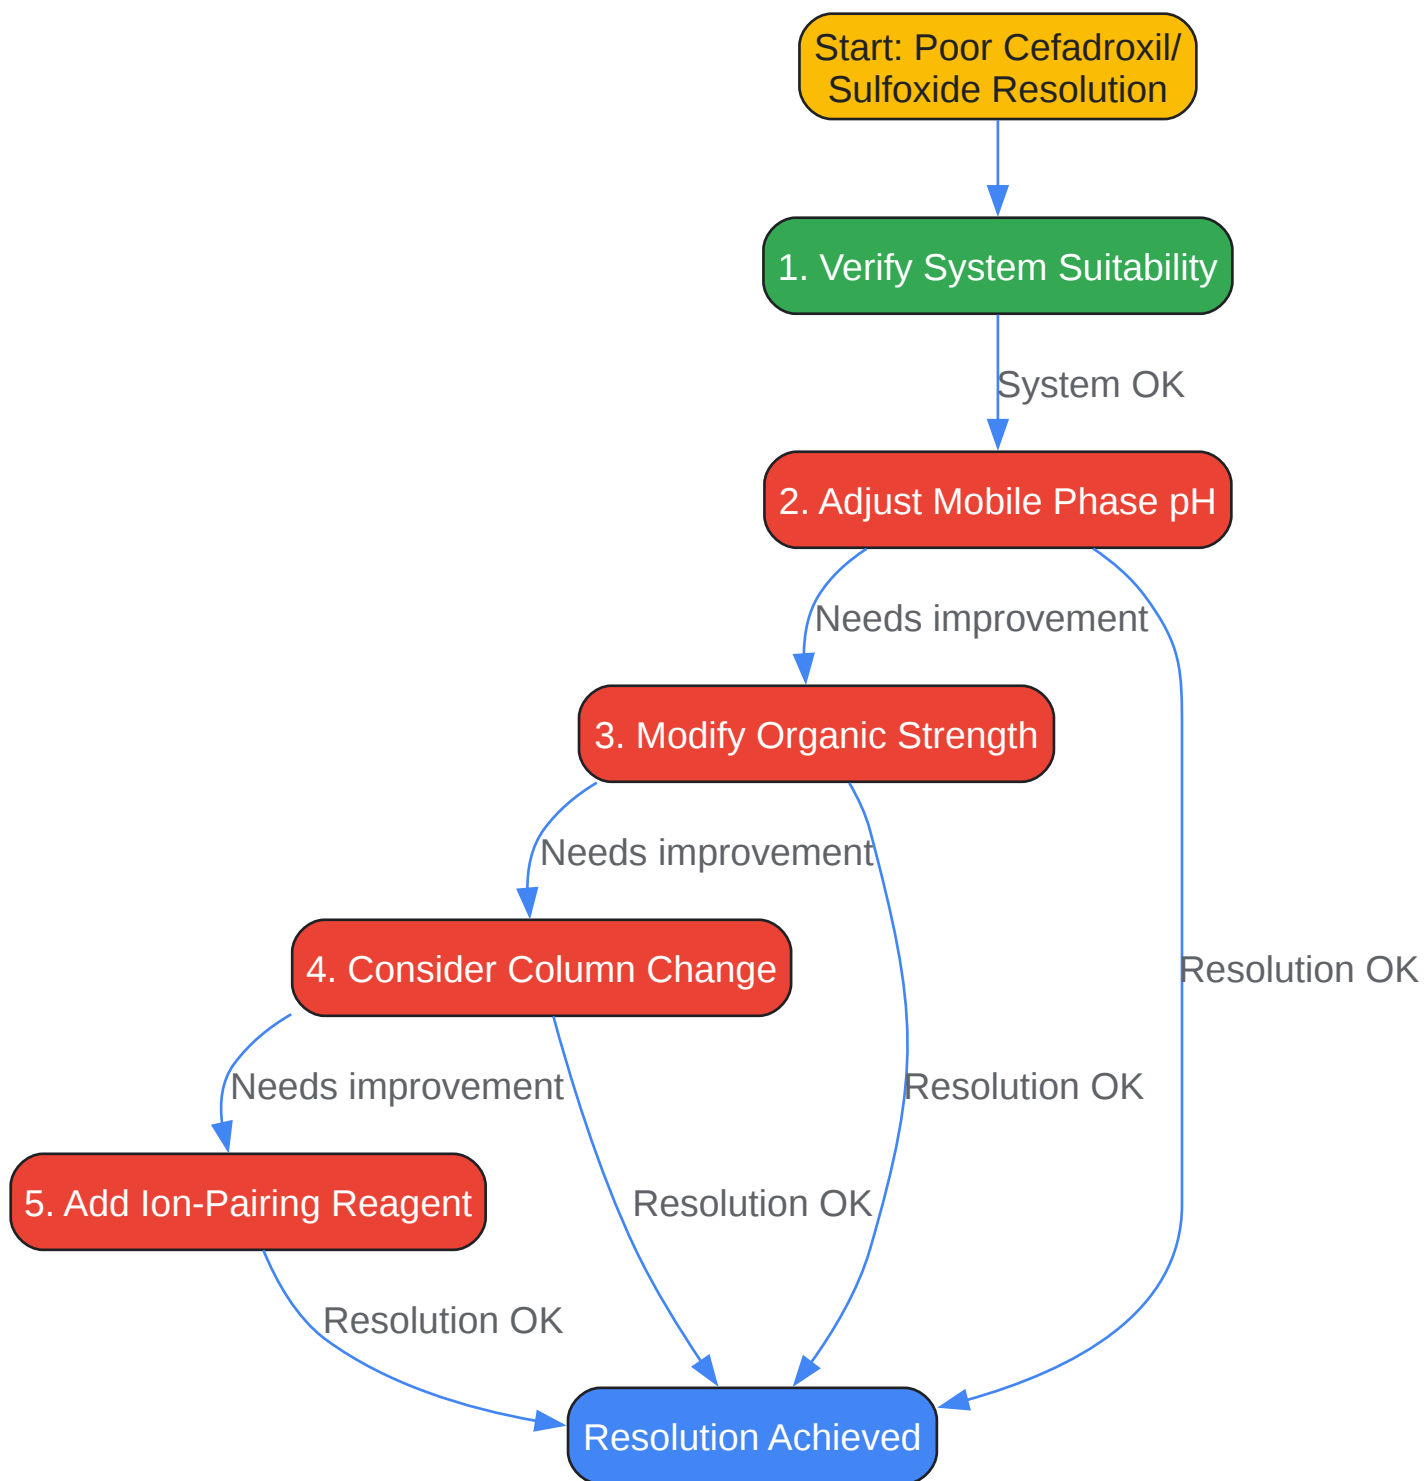 Start: Poor Cefadroxil/
Sulfoxide Resolution
1. Verify System Suitability
System OK
2. Adjust Mobile Phase pH
Needs improvement
3. Modify Organic Strength
Needs improvement
4. Consider Column Change
Resolution OK
Needs improvement
Resolution OK
5. Add Ion-Pairing Reagent
Resolution OK
Resolution OK
Resolution Achieved